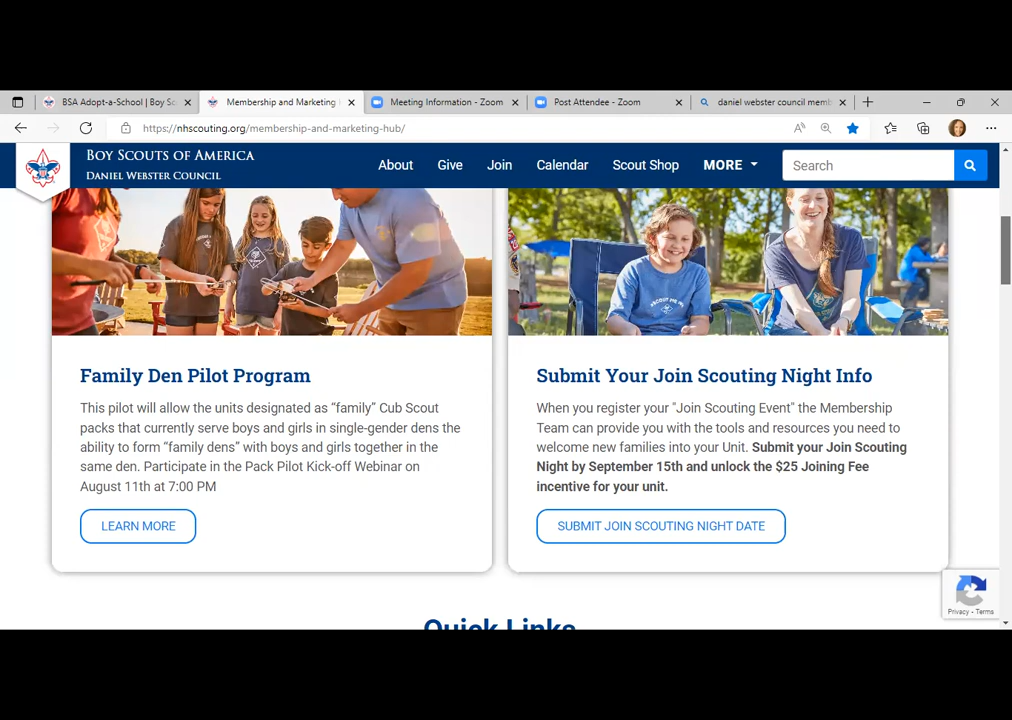 BSA Adopt-a-School | Boy Sc
Membership and Marketing
Meeting Information - Zoom
Post Attendee - Zoom
daniel webster council memb
https://nhscouting.org/membership-and-marketing-hub/
BOY SCOUTS OF AMERICA
DANIEL WEBSTER COUNCIL
About
Give
Join
Calendar
Scout Shop
MORE
Search
Family Den Pilot Program
This pilot will allow the units designated as “family” Cub Scout
packs that currently serve boys and girls in single-gender dens the
ability to form “family dens” with boys and girls together in the
same den. Participate in the Pack Pilot Kick-off Webinar on
August 11th at 7:00 PM
LEARN MORE
Submit Your Join Scouting Night Info
When you register your "Join Scouting Event" the Membership
Team can provide you with the tools and resources you need to
welcome new families into your Unit. Submit your Join Scouting
Night by September 15th and unlock the $25 Joining Fee
incentive for your unit.
SUBMIT JOIN SCOUTING NIGHT DATE
Privacy - Terms
Quick Links